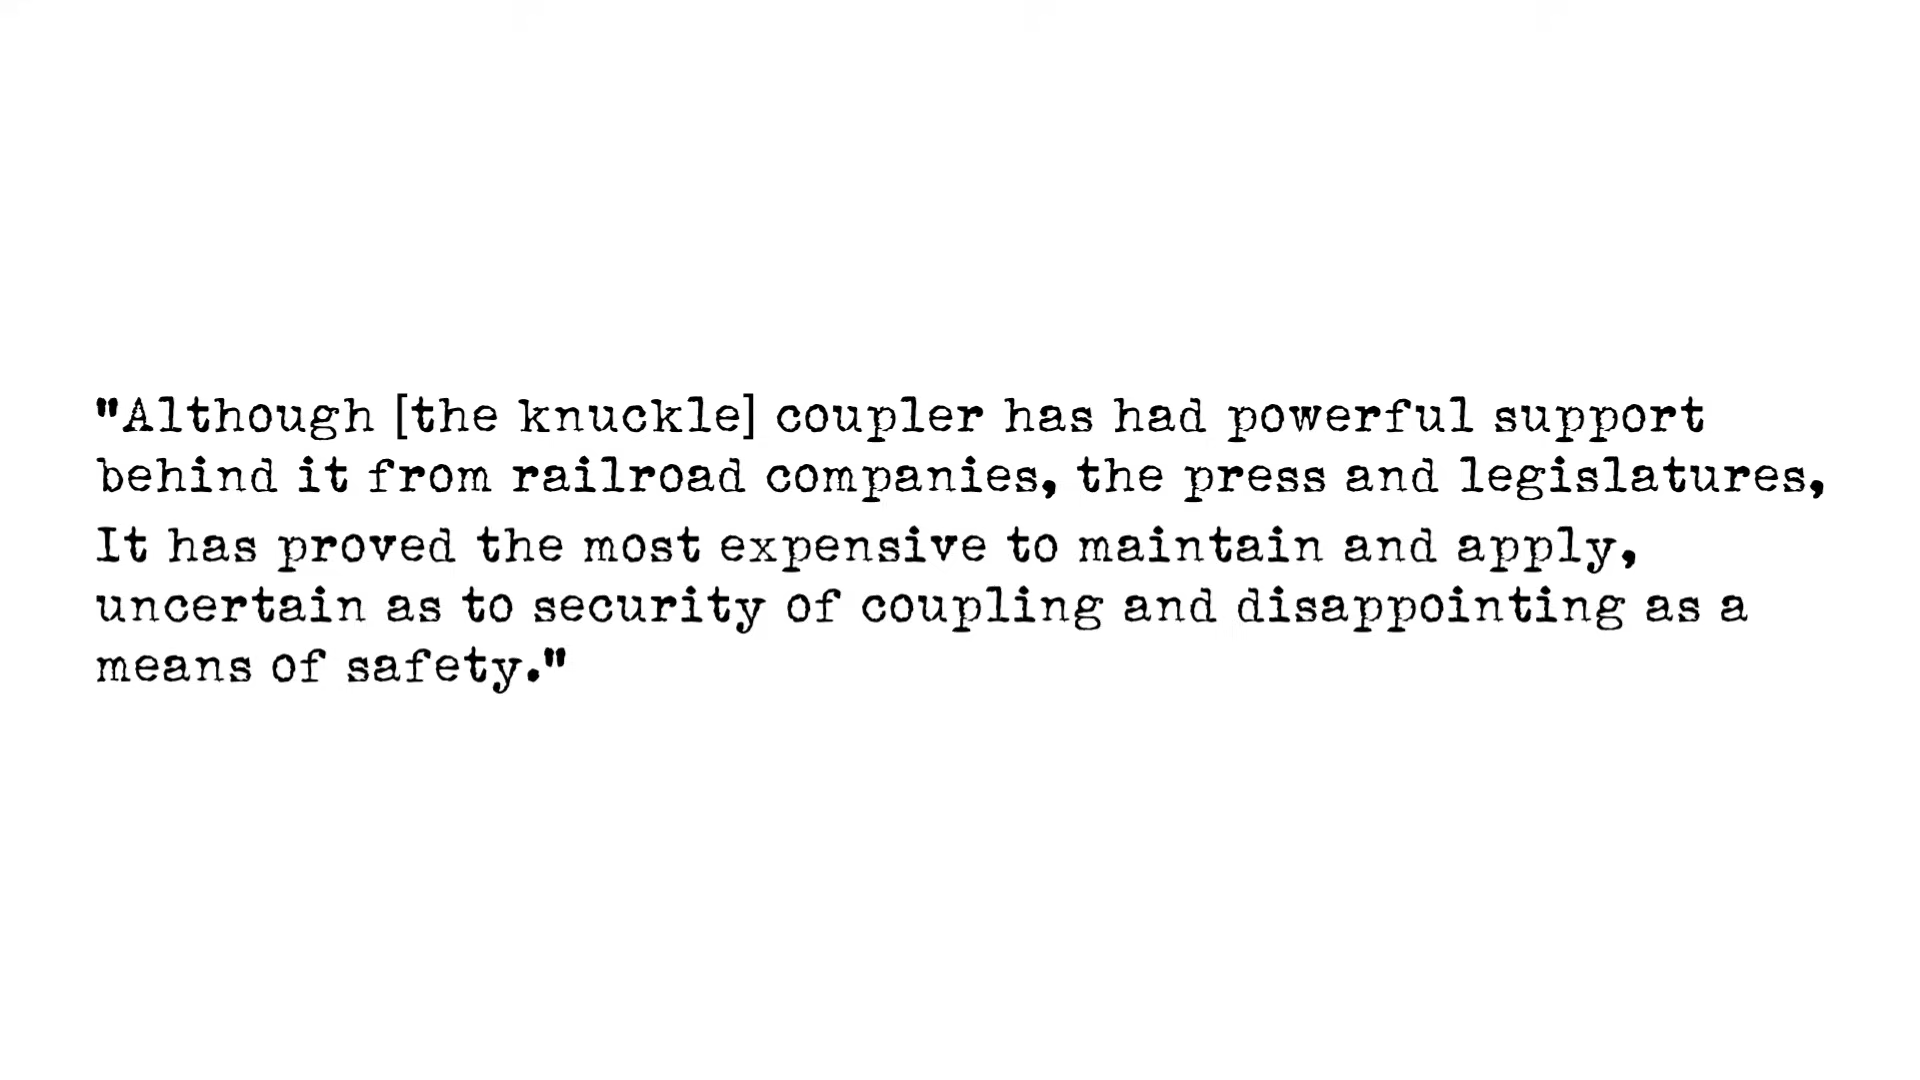 "Although [the knuckle] coupler has had powerful support
behind it from railroad companies, the press and legislatures,
It has proved the most expensive to maintain and apply,
uncertain as to security of coupling and disappointing as a
means of safety."